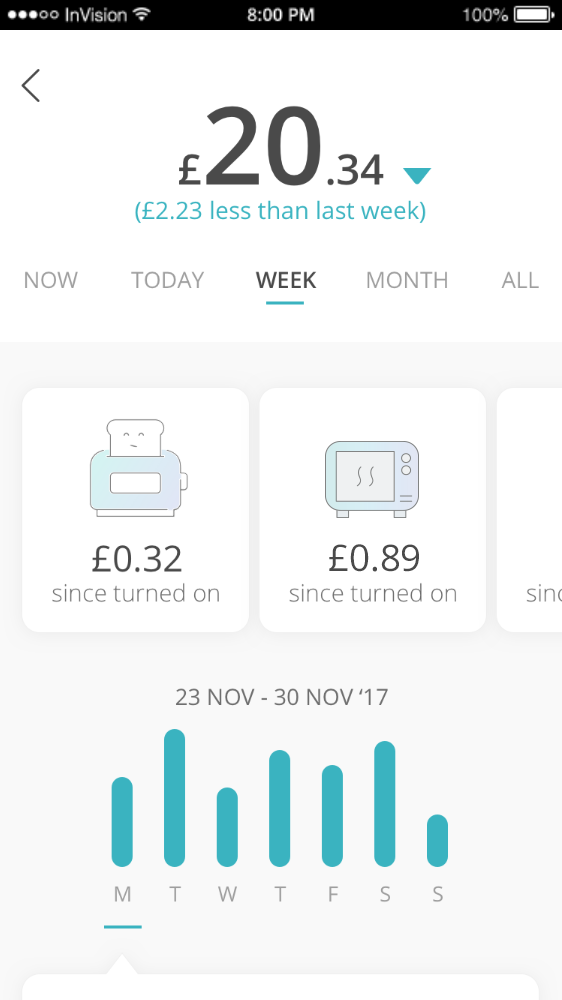 InVision 8:00 PM 100%
£20.34
(£2.23 less than last week)
NOW TODAY WEEK MONTH ALL
£0.32 £0.89
since turned on since turned on
23 NOV - 30 NOV ‘17
M T W T F S S